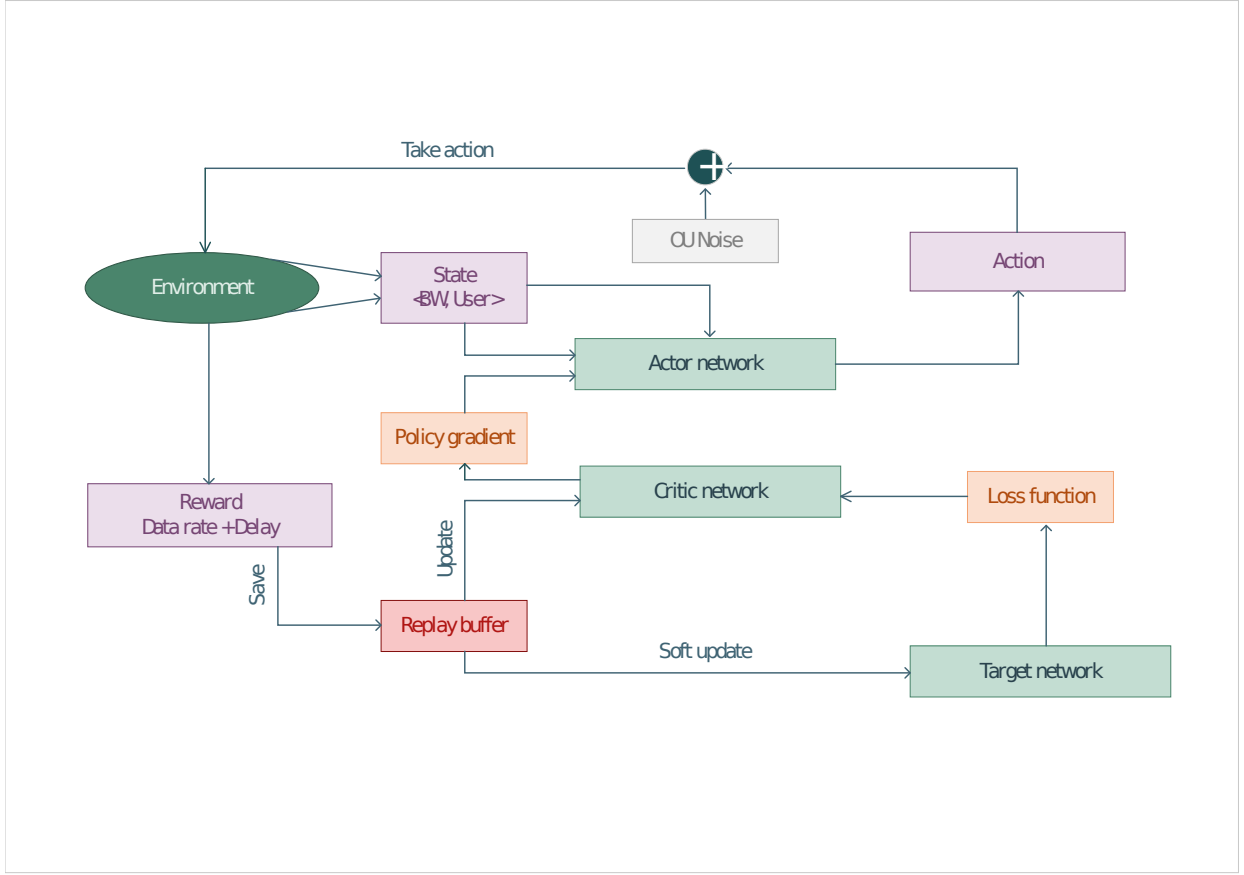 Take action
OU Noise
Action
Environment
State
<BW, User>
Actor network
Policy gradient
Critic network
Loss function
Reward
Data rate +Delay
Update
Save
Replay buffer
Soft update
Target network